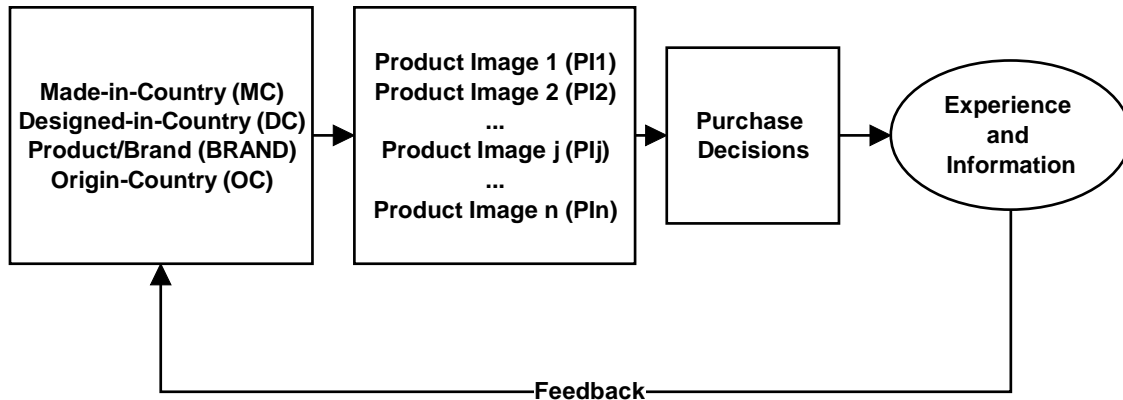 Made-in-Country (MC)
Designed-in-Country (DC)
Product/Brand (BRAND)
Origin-Country (OC)
Product Image 1 (PI1)
Product Image 2 (PI2)
...
Product Image j (PIj)
...
Product Image n (PIn)
Purchase
Decisions
Experience
and
Information
Feedback